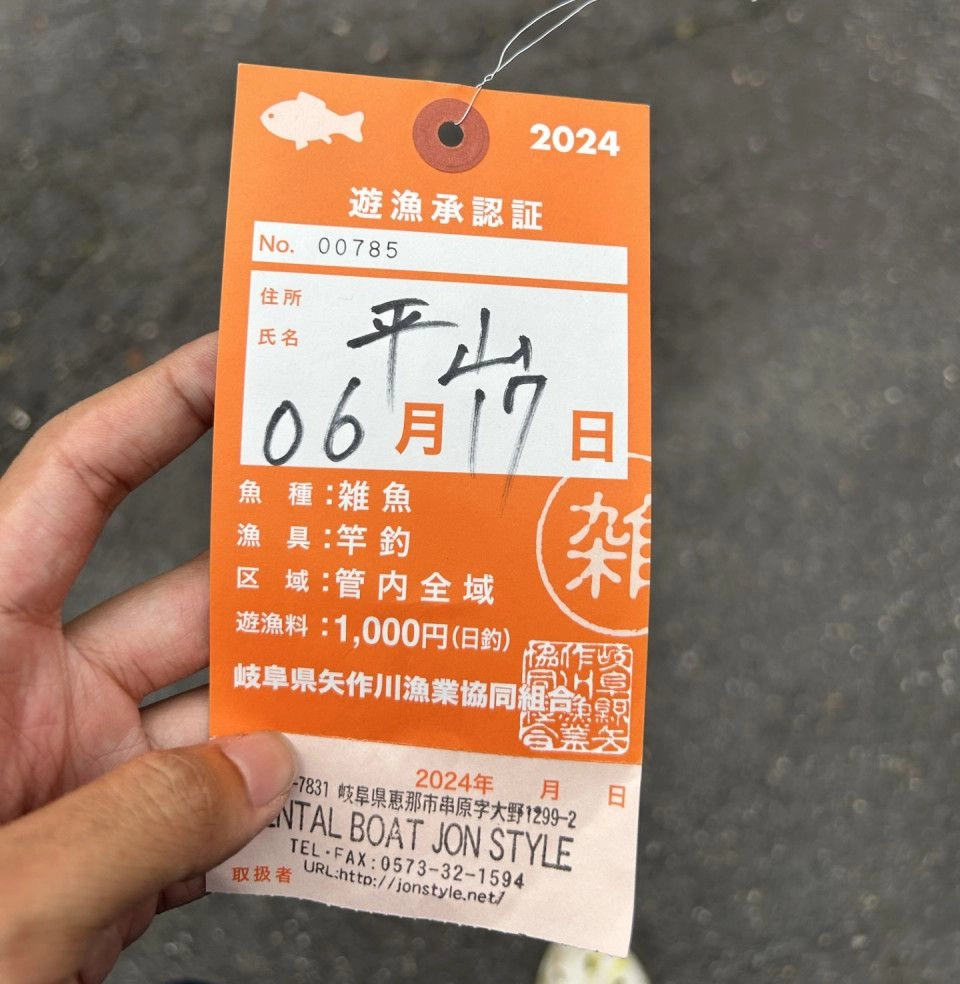 2024
遊漁承認証
No. 00785
住所
氏名
平山
06月17日
魚 種：雑魚
漁 具：竿釣
区 域：管内全域
遊漁料：1,000円(日釣)
雑
岐阜県矢作川漁業協同組合
2024年 月 日
-7831 岐阜県恵那市串原字大野1299-2
ENTAL BOAT JON STYLE
TEL・FAX:0573-32-1594
取扱者
URL:http://jonstyle.net/